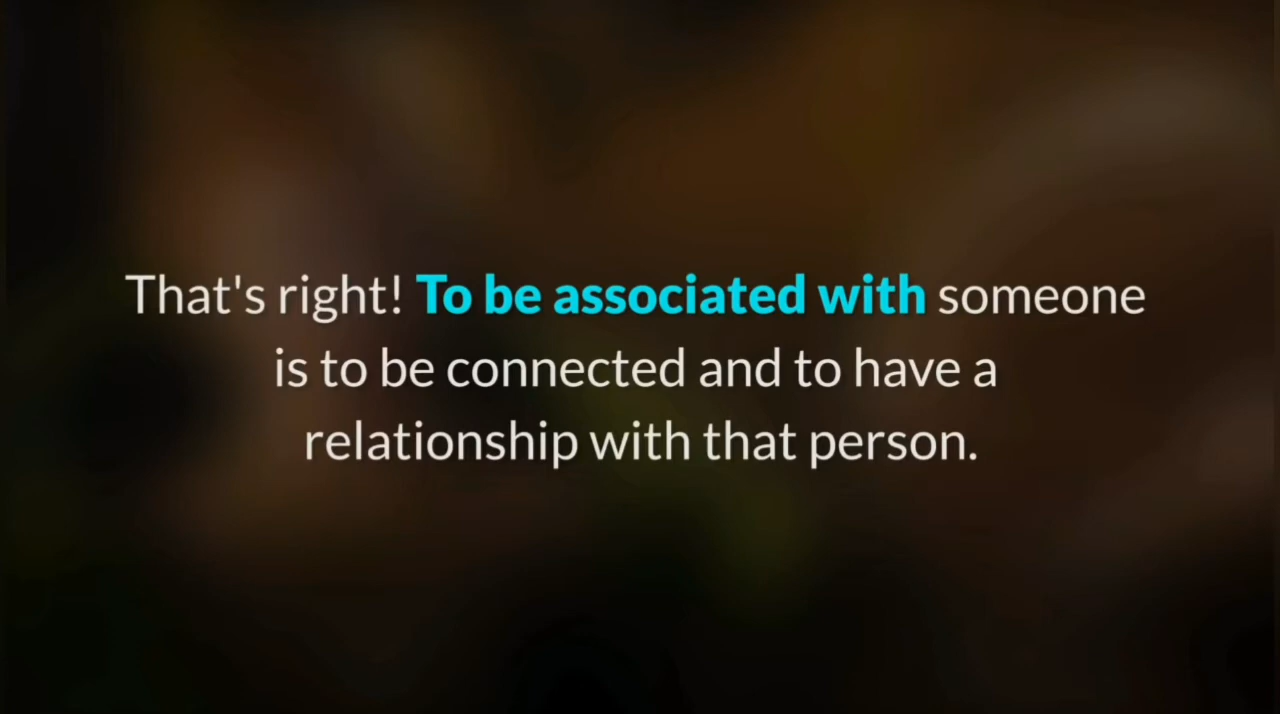 That's right! To be associated with someone
is to be connected and to have a
relationship with that person.